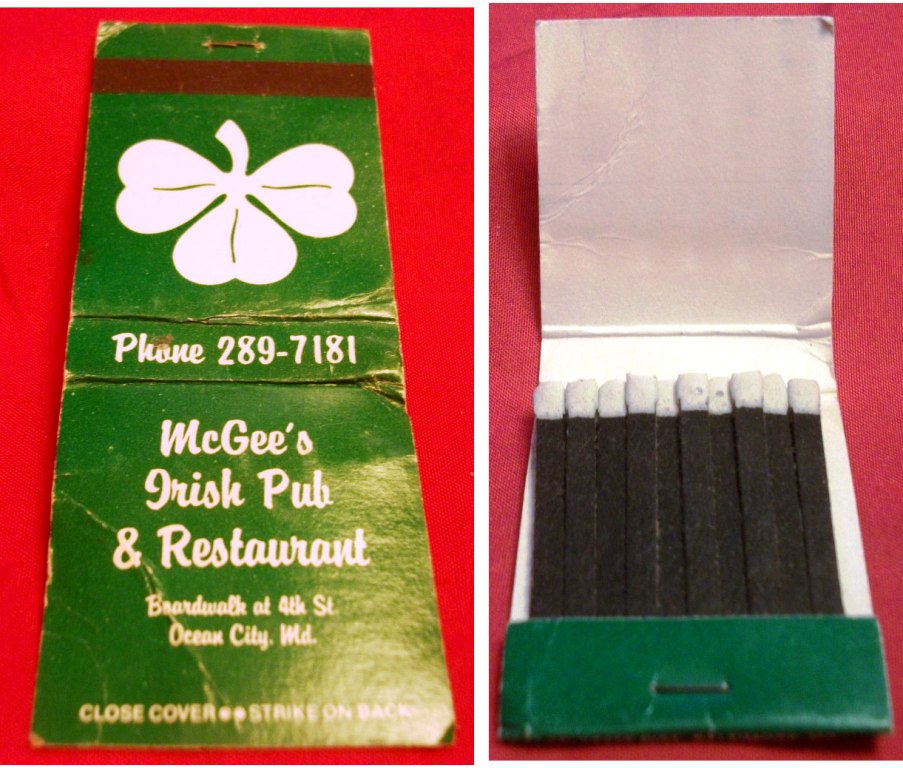 Phone 289-7181
McGee's
Irish Pub
& Restaurant
Boardwalk at 4th St.
Ocean City, Md.
CLOSE COVER●●STRIKE ON BACK